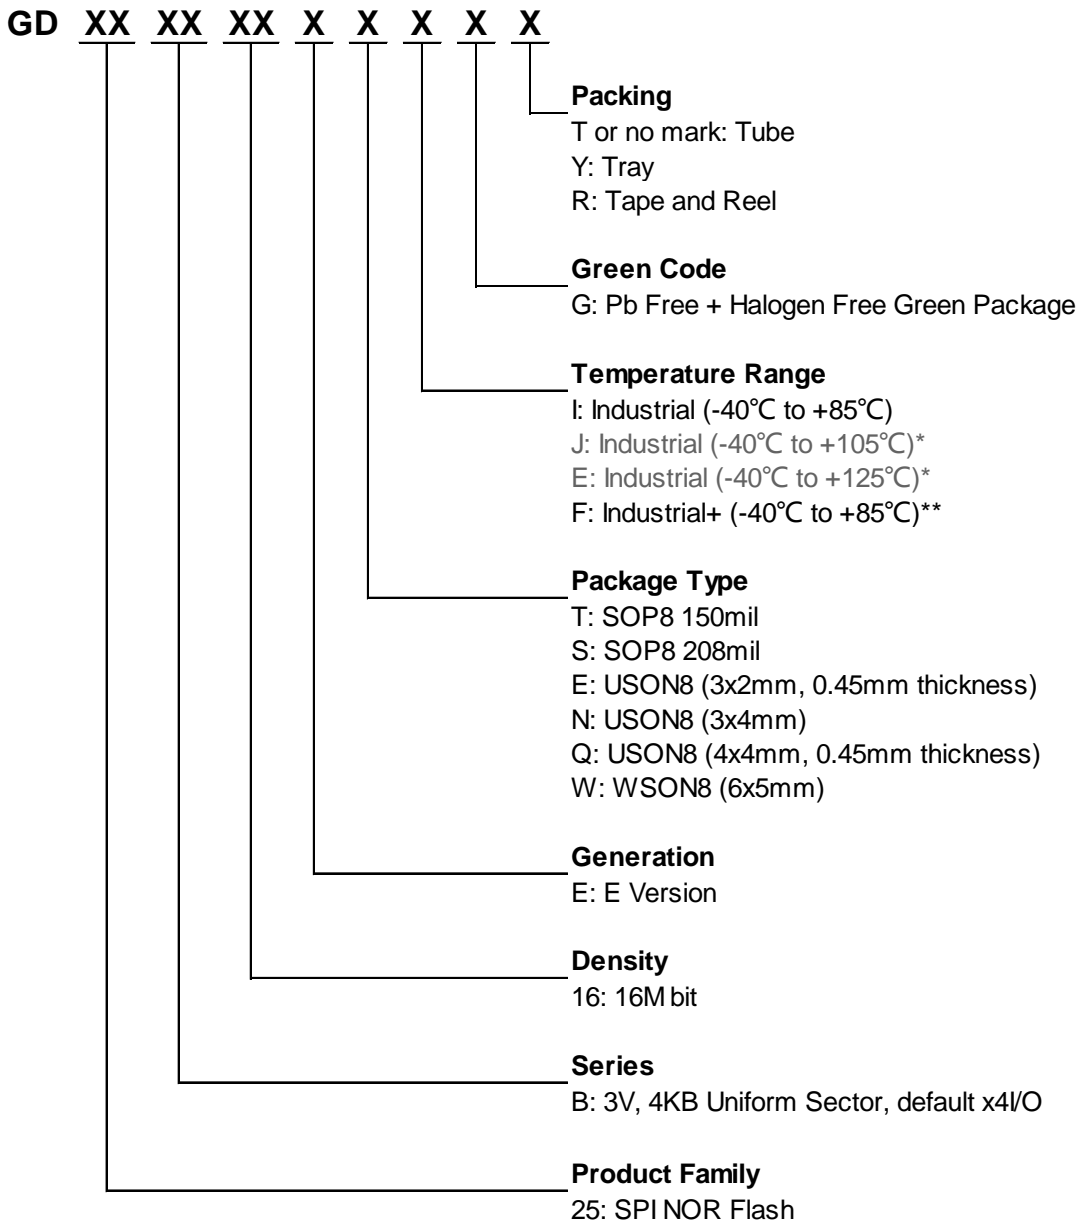 GD XX XX XX X X X X X
Packing
T or no mark: Tube
Y: Tray
R: Tape and Reel
Green Code
G: Pb Free + Halogen Free Green Package
Temperature Range
I: Industrial (-40℃ to +85℃)
J: Industrial (-40℃ to +105℃)*
E: Industrial (-40℃ to +125℃)*
F: Industrial+ (-40℃ to +85℃)**
Package Type
T: SOP8 150mil
S: SOP8 208mil
E: USON8 (3x2mm, 0.45mm thickness)
N: USON8 (3x4mm)
Q: USON8 (4x4mm, 0.45mm thickness)
W: WSON8 (6x5mm)
Generation
E: E Version
Density
16: 16M bit
Series
B: 3V, 4KB Uniform Sector, default x4I/O
Product Family
25: SPI NOR Flash